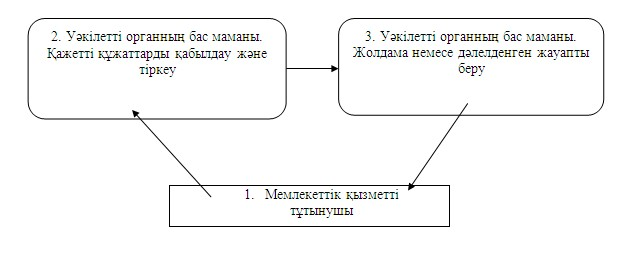 2. Уәкілетті органның бас маманы.
Қажетті құжаттарды қабылдау және
тіркеу
3. Уәкілетті органның бас маманы.
Жолдама немесе дәлелденген жауапты
беру
1. Мемлекеттік қызметті
тұтынушы